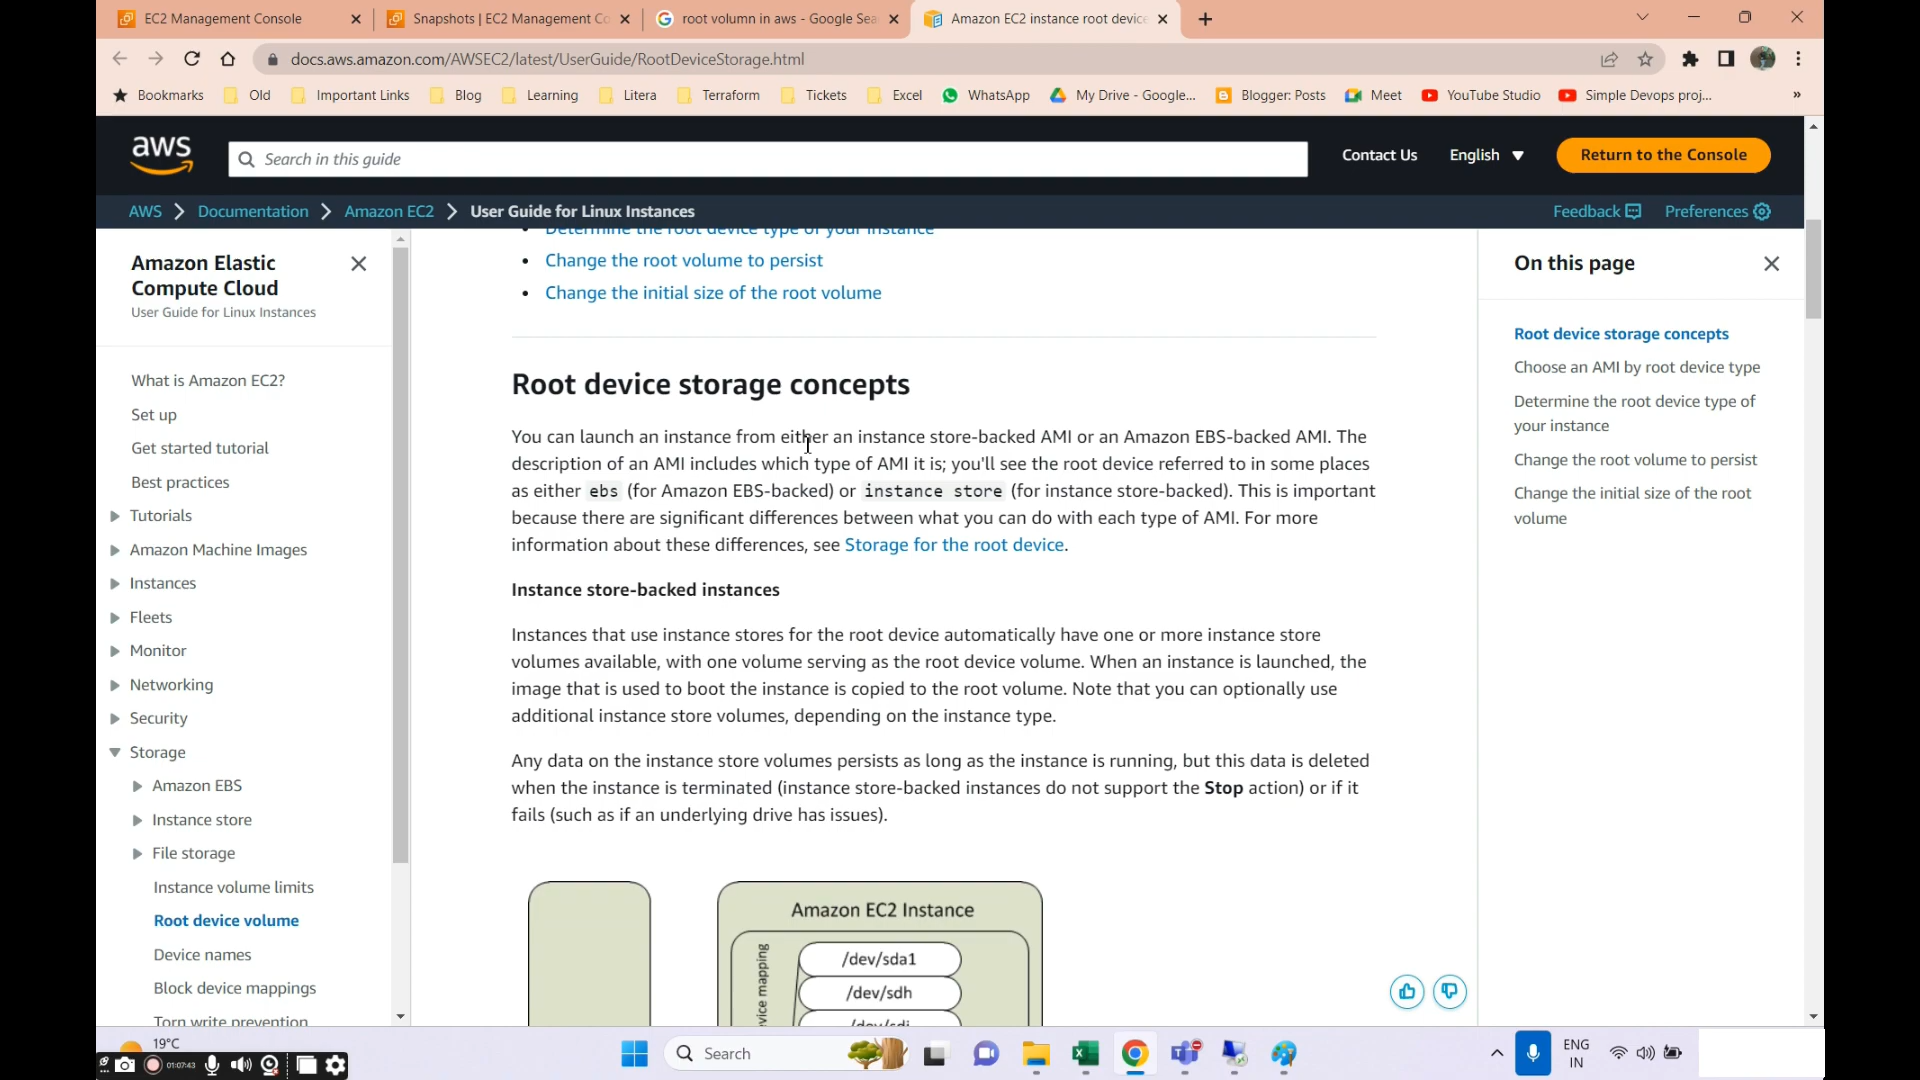 EC2 Management Console
Snapshots | EC2 Management Co
root volumn in aws - Google Sea
Amazon EC2 instance root device
docs.aws.amazon.com/AWSEC2/latest/UserGuide/RootDeviceStorage.html
Bookmarks
Old
Important Links
Blog
Learning
Litera
Terraform
Tickets
Excel
WhatsApp
My Drive - Google...
Blogger: Posts
Meet
YouTube Studio
Simple Devops proj...
»
aws
Search in this guide
Contact Us
English
Return to the Console
AWS
Documentation
Amazon EC2
User Guide for Linux Instances
Feedback
Preferences
Amazon Elastic
Compute Cloud
User Guide for Linux Instances
What is Amazon EC2?
Set up
Get started tutorial
Best practices
Tutorials
Amazon Machine Images
Instances
Fleets
Monitor
Networking
Security
Storage
Amazon EBS
Instance store
File storage
Instance volume limits
Root device volume
Device names
Block device mappings
Torn write prevention
• Determine the root device type of your instance
• Change the root volume to persist
• Change the initial size of the root volume
Root device storage concepts
You can launch an instance from either an instance store-backed AMI or an Amazon EBS-backed AMI. The
description of an AMI includes which type of AMI it is; you'll see the root device referred to in some places
as either ebs (for Amazon EBS-backed) or instance store (for instance store-backed). This is important
because there are significant differences between what you can do with each type of AMI. For more
information about these differences, see Storage for the root device.
Instance store-backed instances
Instances that use instance stores for the root device automatically have one or more instance store
volumes available, with one volume serving as the root device volume. When an instance is launched, the
image that is used to boot the instance is copied to the root volume. Note that you can optionally use
additional instance store volumes, depending on the instance type.
Any data on the instance store volumes persists as long as the instance is running, but this data is deleted
when the instance is terminated (instance store-backed instances do not support the Stop action) or if it
fails (such as if an underlying drive has issues).
Amazon EC2 Instance
/dev/sda1
/dev/sdh
/dev/sdi
vice mapping
On this page
Root device storage concepts
Choose an AMI by root device type
Determine the root device type of
your instance
Change the root volume to persist
Change the initial size of the root
volume
19°C
01:07:43
Search
ENG
IN